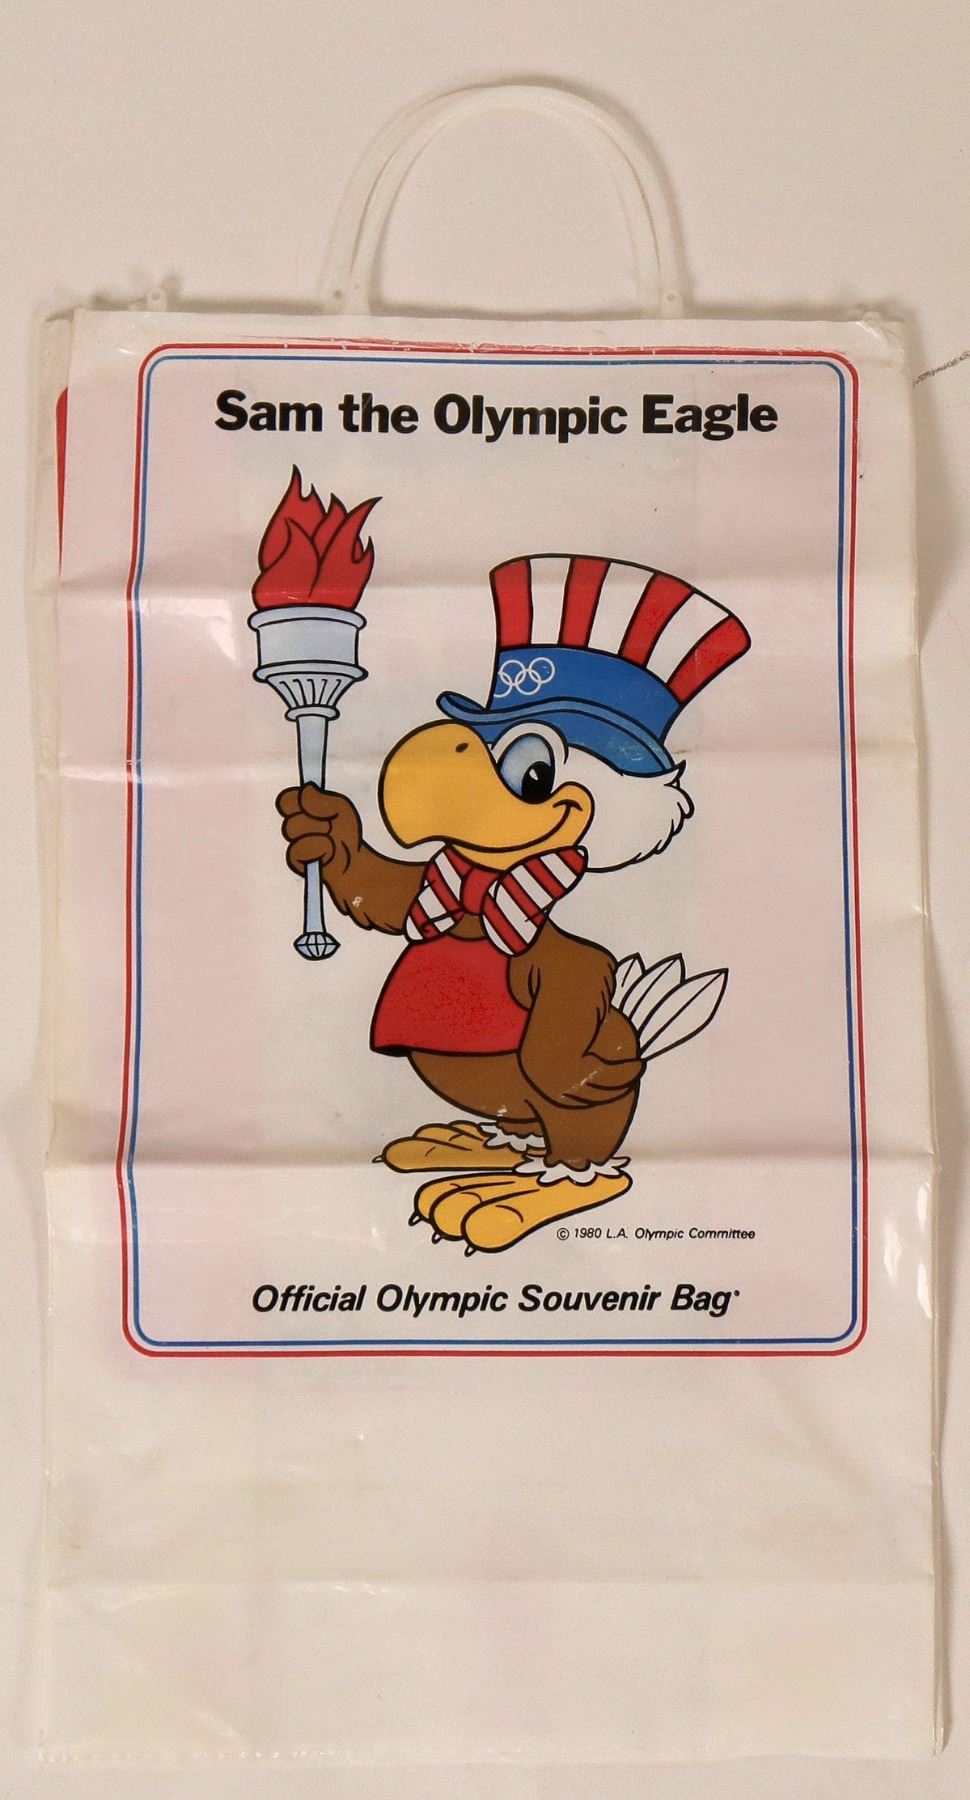 Sam the Olympic Eagle
© 1980 L.A. Olympic Committee
Official Olympic Souvenir Bag